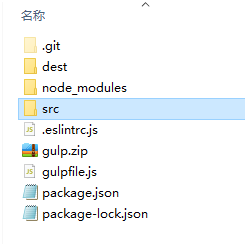 名称
.git
dest
node_modules
src
.eslintrc.js
gulp.zip
gulpfile.js
package.json
package-lock.json